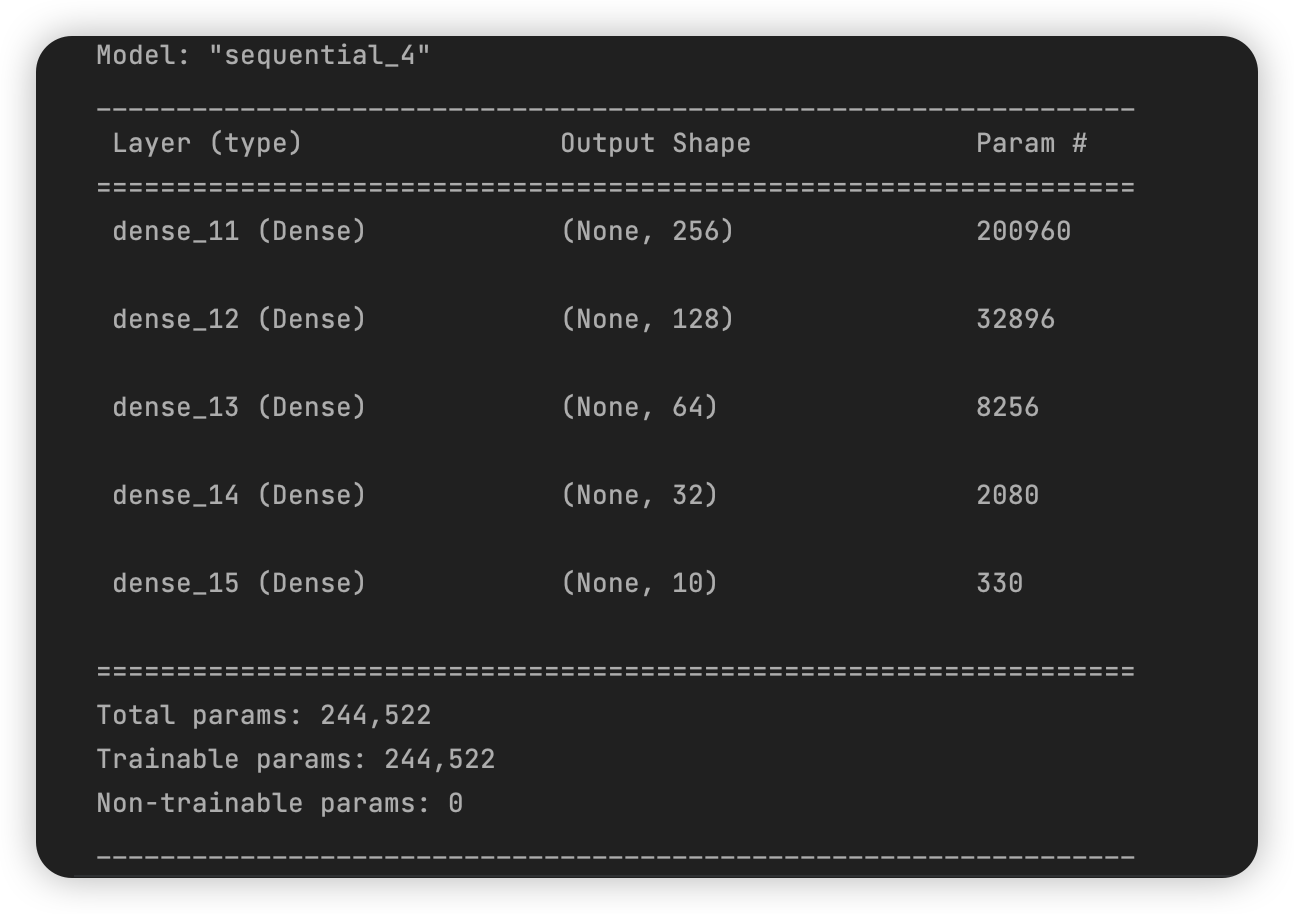 Model: "sequential_4"
_________________________________________________________________
 Layer (type)                Output Shape              Param #
=================================================================
 dense_11 (Dense)            (None, 256)               200960
 dense_12 (Dense)            (None, 128)               32896
 dense_13 (Dense)            (None, 64)                8256
 dense_14 (Dense)            (None, 32)                2080
 dense_15 (Dense)            (None, 10)                330
=================================================================
Total params: 244,522
Trainable params: 244,522
Non-trainable params: 0
_________________________________________________________________